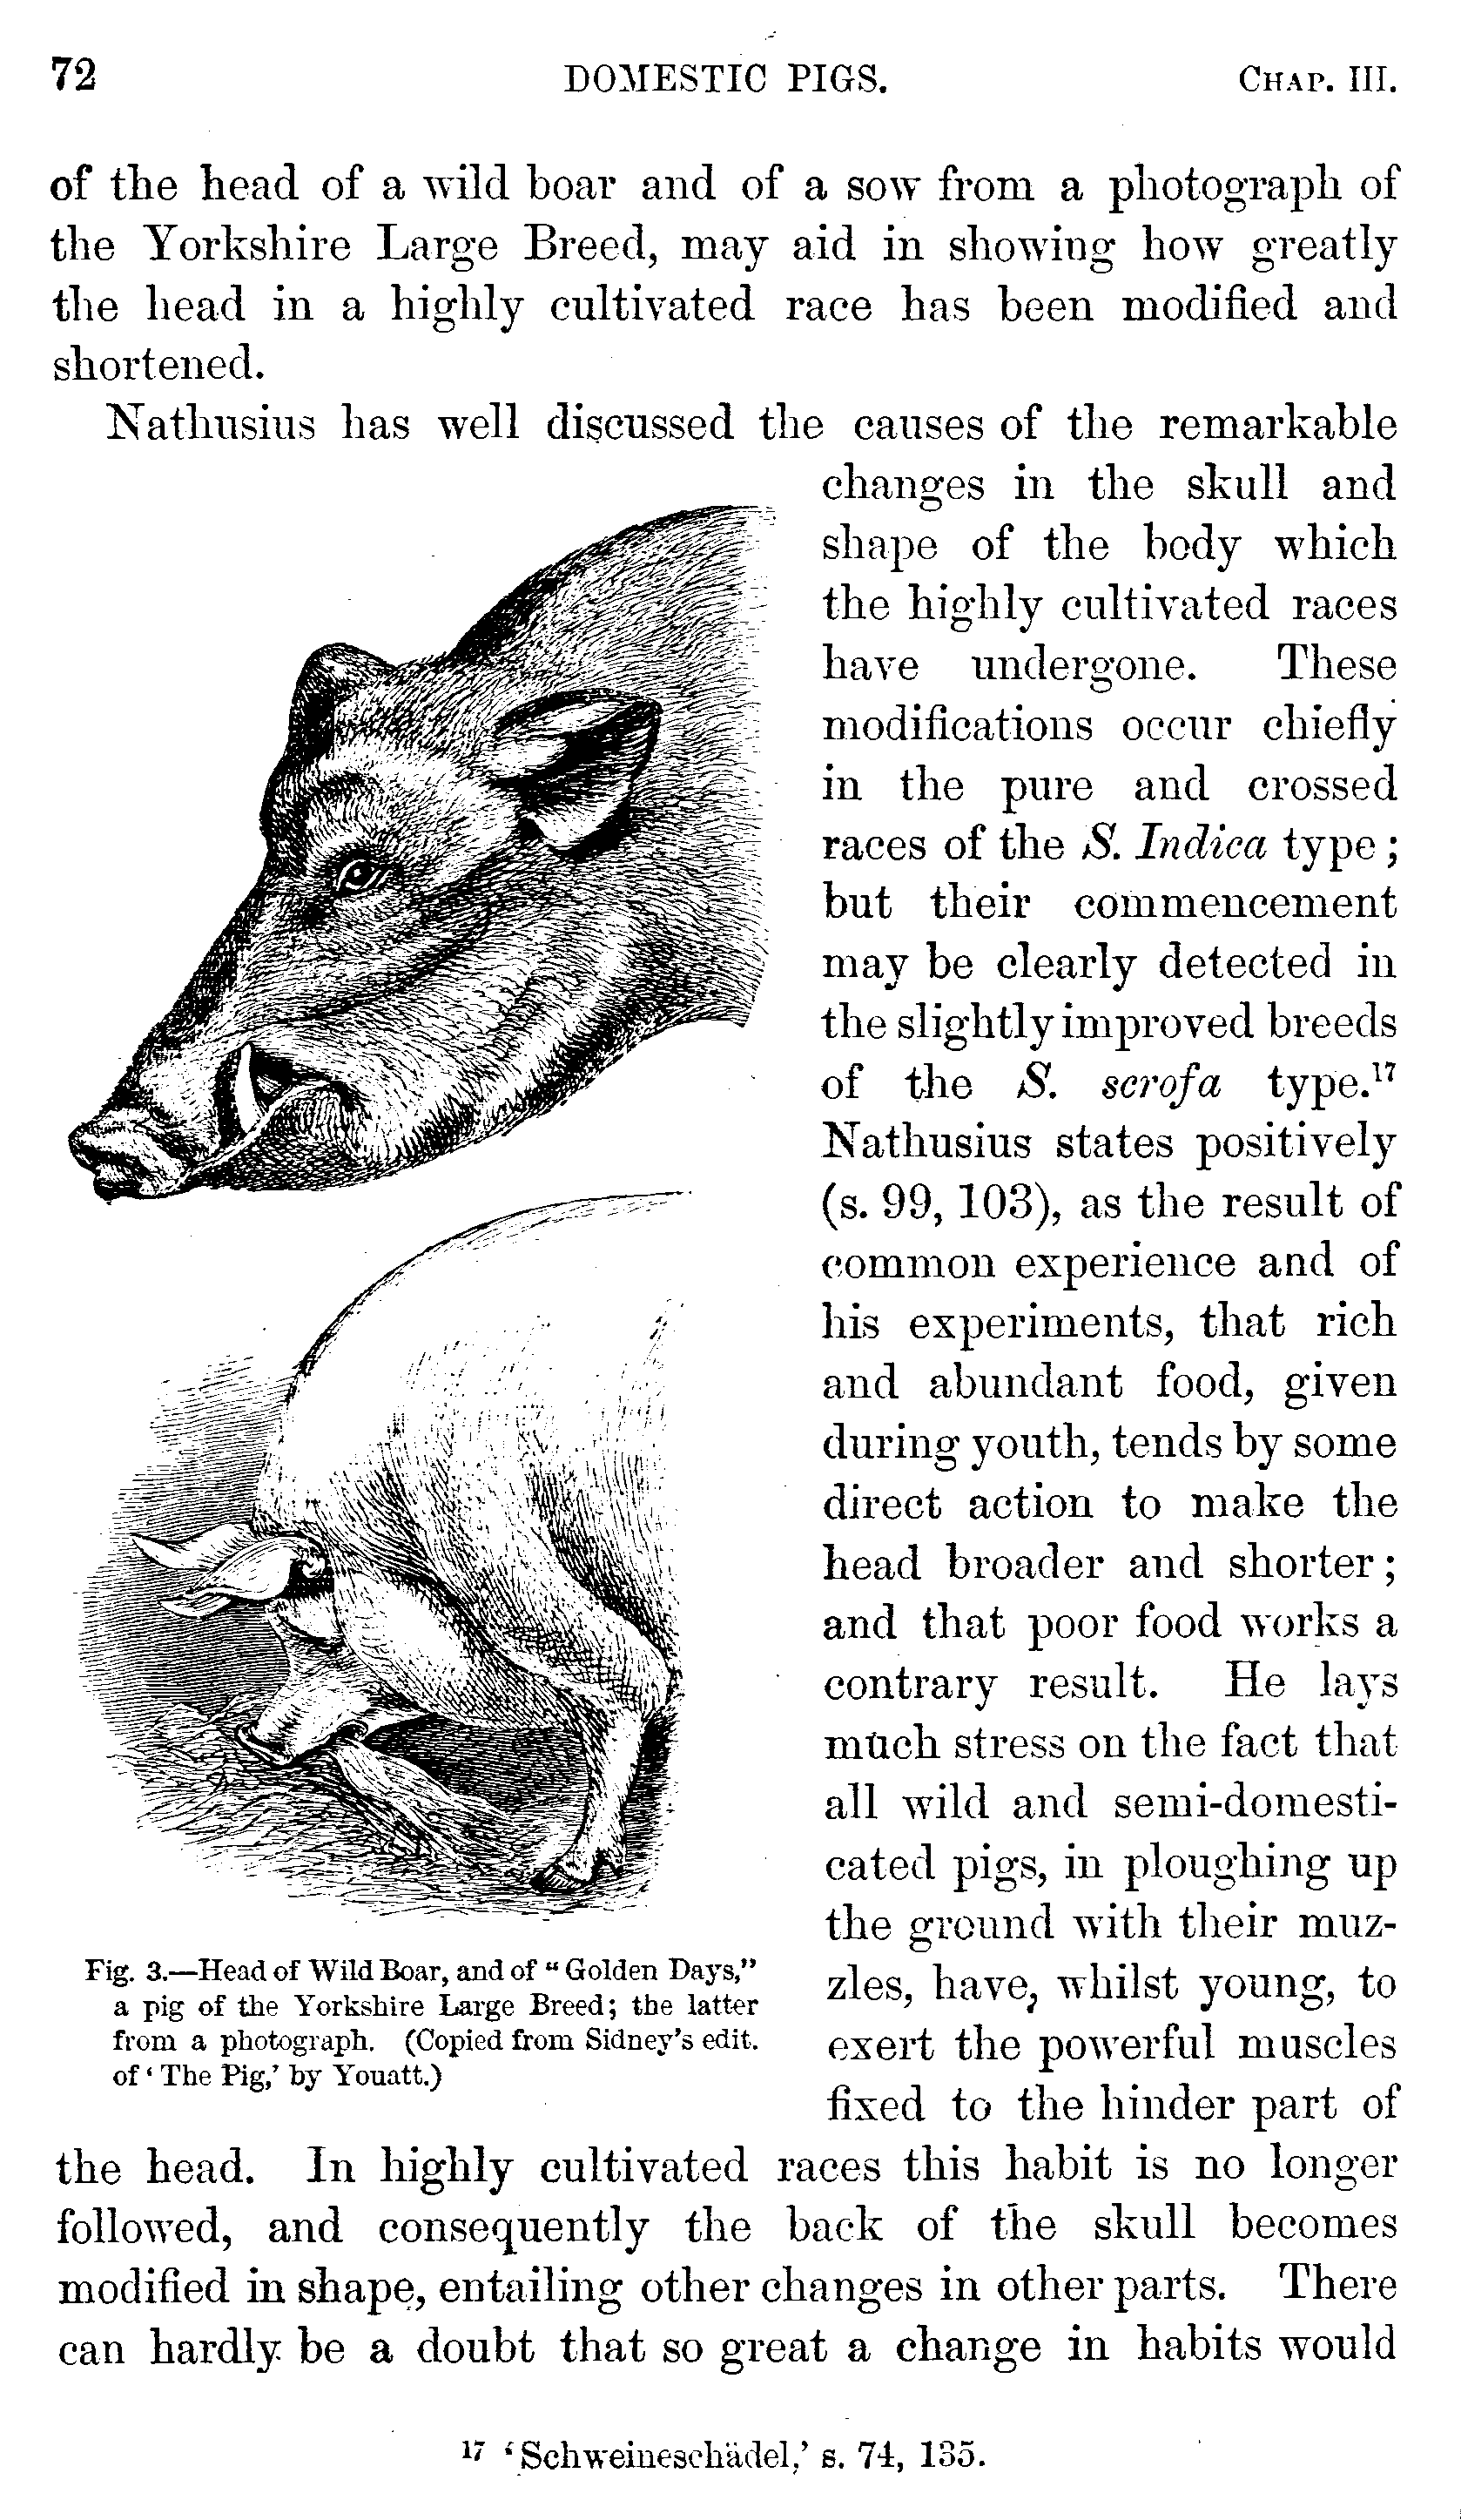 72 DOMESTIC PIGS. CHAP. III.
of the head of a wild boar and of a sow from a photograph of
the Yorkshire Large Breed, may aid in showing how greatly
the head in a highly cultivated race has been modified and
shortened.
Nathusius has well discussed the causes of the remarkable
changes in the skull and
shape of the body which
the highly cultivated races
have undergone. These
modifications occur chiefly
in the pure and crossed
races of the S. Indica type;
but their commencement
may be clearly detected in
the slightly improved breeds
of the S. scrofa type.¹⁷
Nathusius states positively
(s. 99, 103), as the result of
common experience and of
his experiments, that rich
and abundant food, given
during youth, tends by some
direct action to make the
head broader and shorter;
and that poor food works a
contrary result. He lays
much stress on the fact that
all wild and semi-domesti-
cated pigs, in ploughing up
the ground with their muz-
zles, have, whilst young, to
exert the powerful muscles
fixed to the hinder part of
Fig. 3.—Head of Wild Boar, and of "Golden Days,"
a pig of the Yorkshire Large Breed; the latter
from a photograph. (Copied from Sidney's edit.
of 'The Pig,' by Youatt.)
the head. In highly cultivated races this habit is no longer
followed, and consequently the back of the skull becomes
modified in shape, entailing other changes in other parts. There
can hardly be a doubt that so great a change in habits would
¹⁷ 'Schweineschädel,' s. 74, 135.